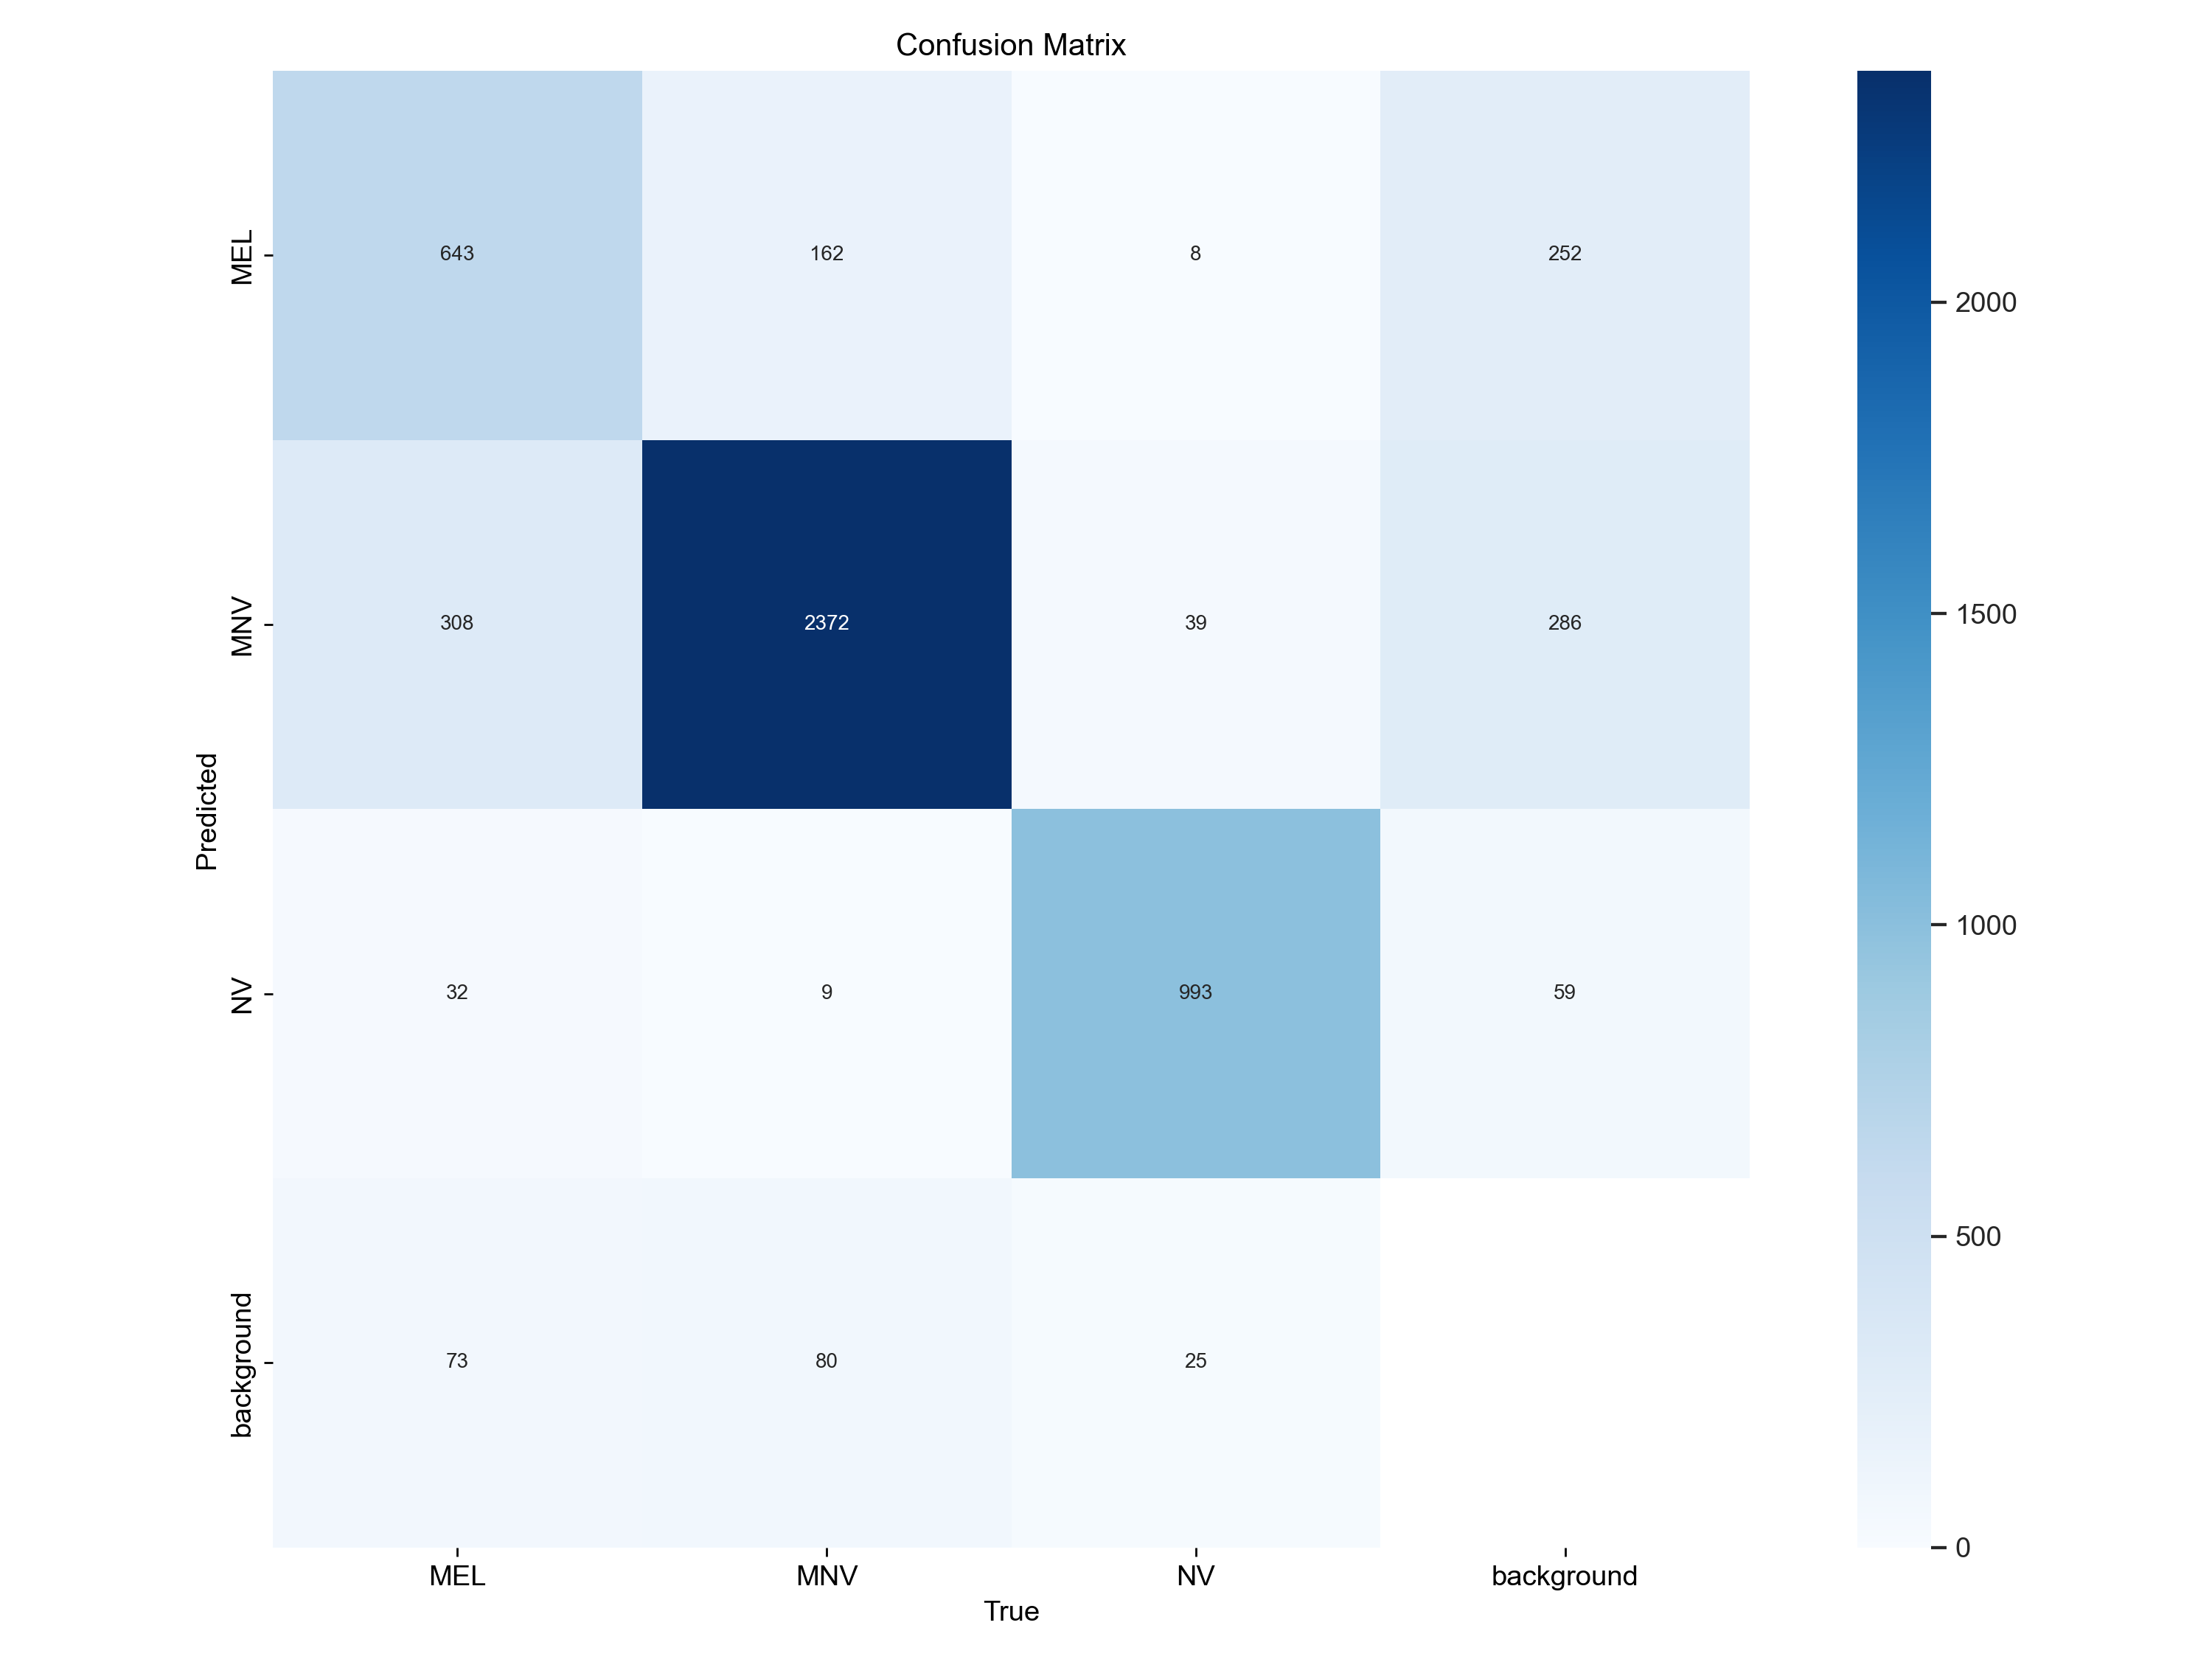 Confusion Matrix
MEL 643 162 8 252
MNV 308 2372 39 286
NV 32 9 993 59
background 73 80 25
MEL MNV NV background
True
Predicted
2000
1500
1000
500
0